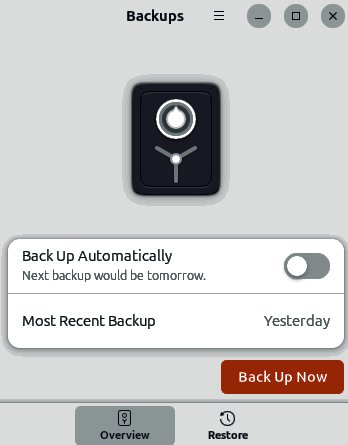 Backups
Back Up Automatically
Next backup would be tomorrow.
Most Recent Backup Yesterday
Back Up Now
Overview Restore